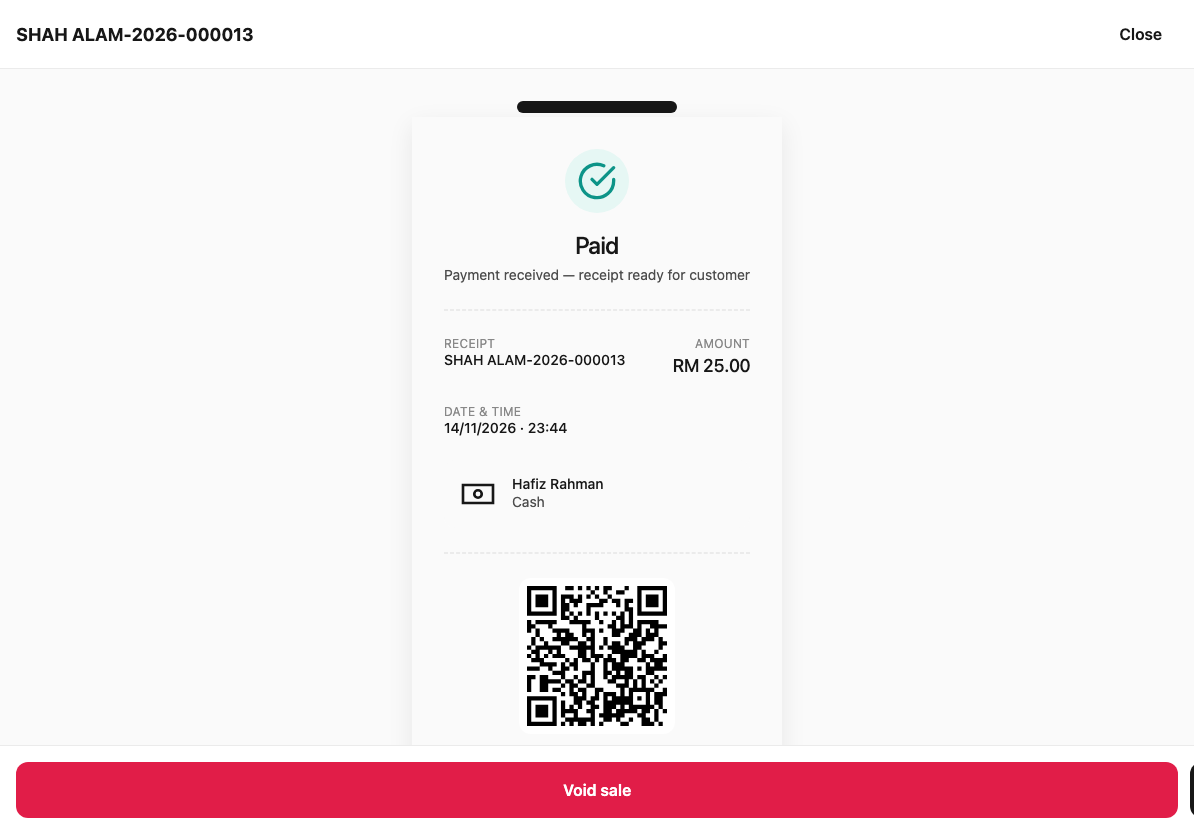 SHAH ALAM-2026-000013
Close
Paid
Payment received — receipt ready for customer
RECEIPT
AMOUNT
SHAH ALAM-2026-000013
RM 25.00
DATE & TIME
14/11/2026 · 23:44
Hafiz Rahman
Cash
Void sale